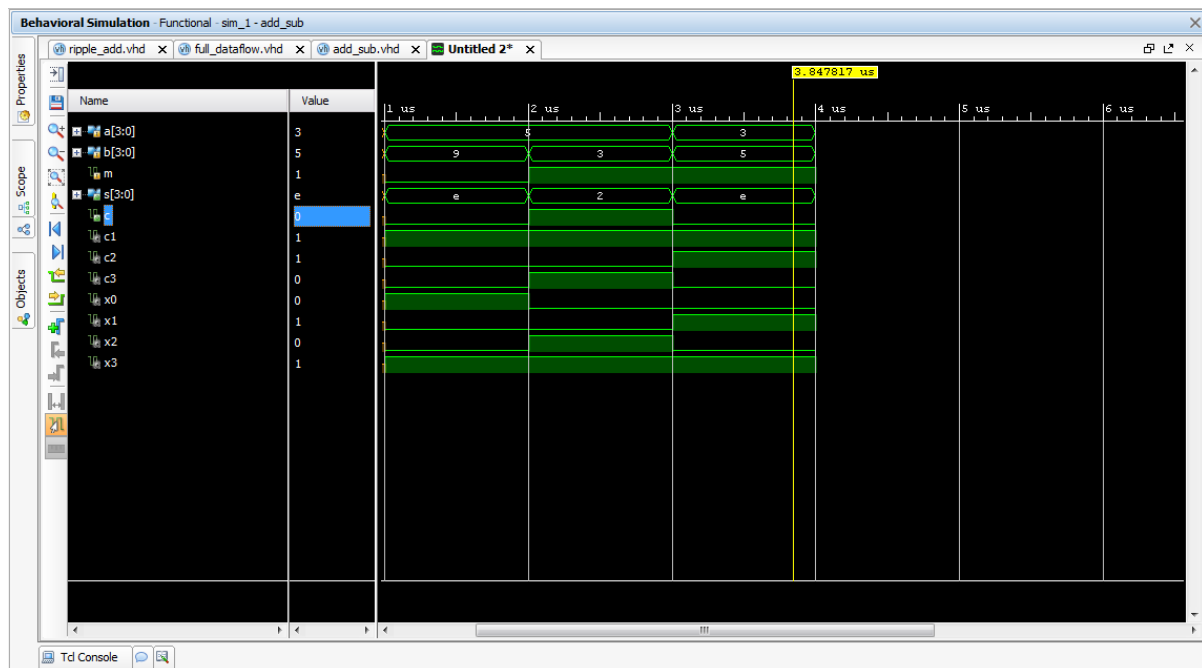 Behavioral Simulation - Functional - sim_1 - add_sub
ripple_add.vhd full_dataflow.vhd add_sub.vhd Untitled 2*
Properties
Scope
Objects
3.847817 us
Name Value
1 us 2 us 3 us 4 us 5 us 6 us
a[3:0] 3 5 3
b[3:0] 5 9 3 5
m 1
s[3:0] e e 2 e
c 0
c1 1
c2 1
c3 0
x0 0
x1 1
x2 0
x3 1
Tcl Console